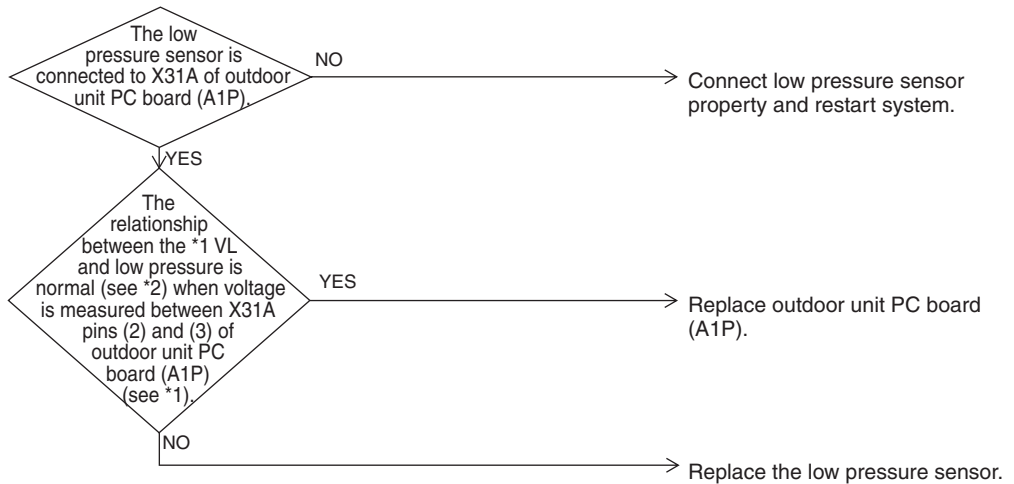 The low
pressure sensor is
connected to X31A of outdoor
unit PC board (A1P).
NO
Connect low pressure sensor
property and restart system.
YES
The
relationship
between the *1 VL
and low pressure is
normal (see *2) when voltage
is measured between X31A
pins (2) and (3) of
outdoor unit PC
board (A1P)
(see *1).
YES
Replace outdoor unit PC board
(A1P).
NO
Replace the low pressure sensor.